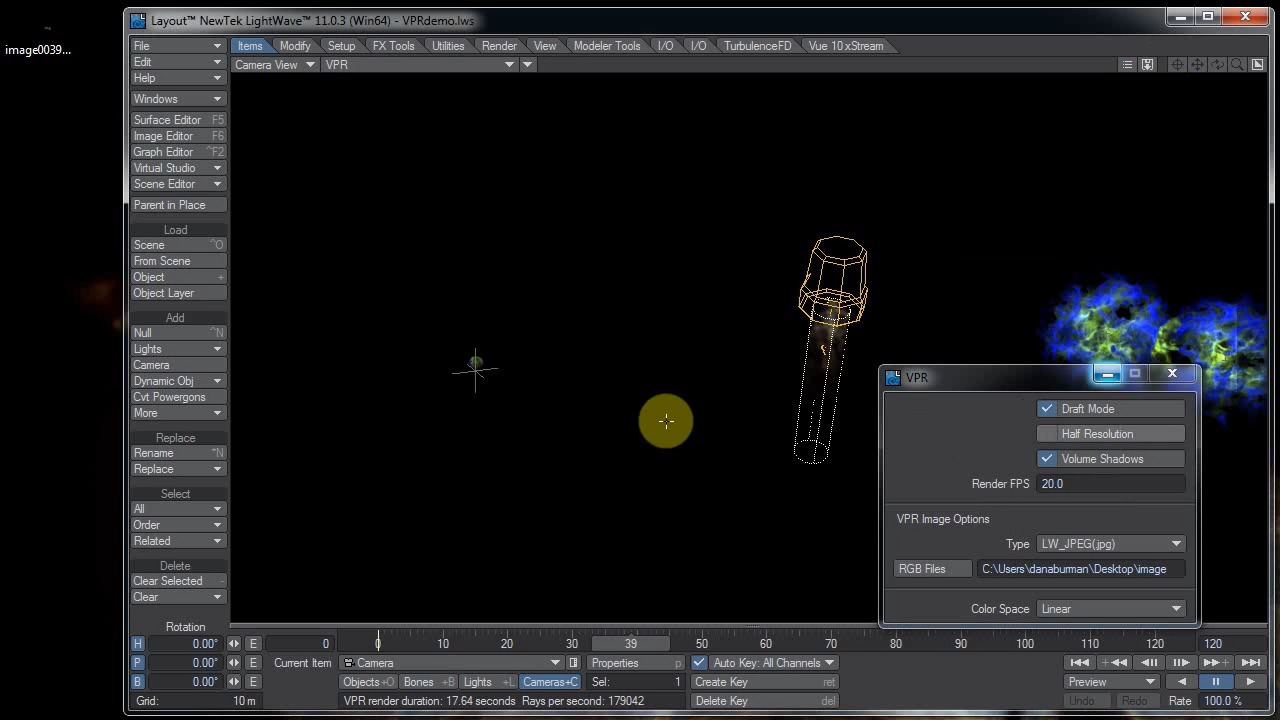 image0039...
Layout™ NewTek LightWave™ 11.0.3 (Win64) - VPRdemo.lws
File
Items Modify Setup FX Tools Utilities Render View Modeler Tools I/O I/O TurbulenceFD Vue 10 xStream
Edit
Camera View VPR
Help
Windows
Surface Editor F5
Image Editor F6
Graph Editor ^F2
Virtual Studio
Scene Editor
Parent in Place
Load
Scene ^O
From Scene
Object +
Object Layer
Add
Null ^N
Lights
Camera
Dynamic Obj
Cvt Powergons
More
Replace
Rename
Replace
Select
All
Order
Related
Delete
Clear Selected -
Clear
VPR
Draft Mode
Half Resolution
Volume Shadows
Render FPS 20.0
VPR Image Options
Type LW_JPEG(jpg)
RGB Files C:\Users\danaburman\Desktop\image
Color Space Linear
Rotation
H 0.00° E 0 0 10 20 30 39 50 60 70 80 90 100 110 120 120
P 0.00° E Current Item Camera Properties p Auto Key: All Channels
B 0.00° E Objects+O Bones +B Lights +L Cameras+C Sel: 1 Create Key ret Preview Rate 100.0 %
Grid: 10 m VPR render duration: 17.64 seconds Rays per second: 179042 Delete Key del Undo Redo